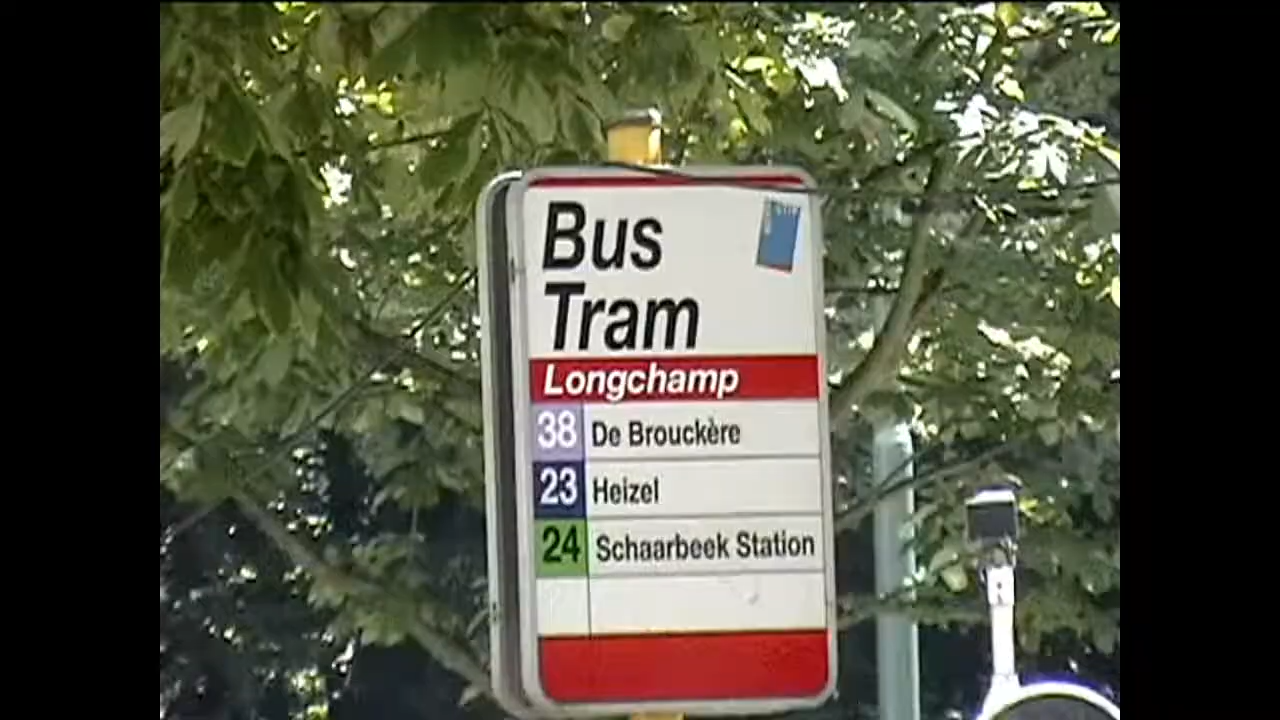 Bus
Tram
Longchamp
38 De Brouckère
23 Heizel
24 Schaarbeek Station